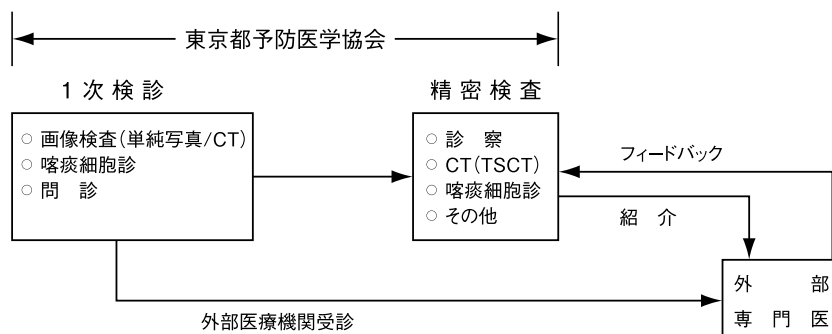 東京都予防医学協会
1次検診
精密検査
○ 画像検査(単純写真/CT)
○ 喀痰細胞診
○ 問　診
○ 診　察
○ CT(TSCT)
○ 喀痰細胞診
○ その他
フィードバック
紹　介
外　部
専 門 医
外部医療機関受診